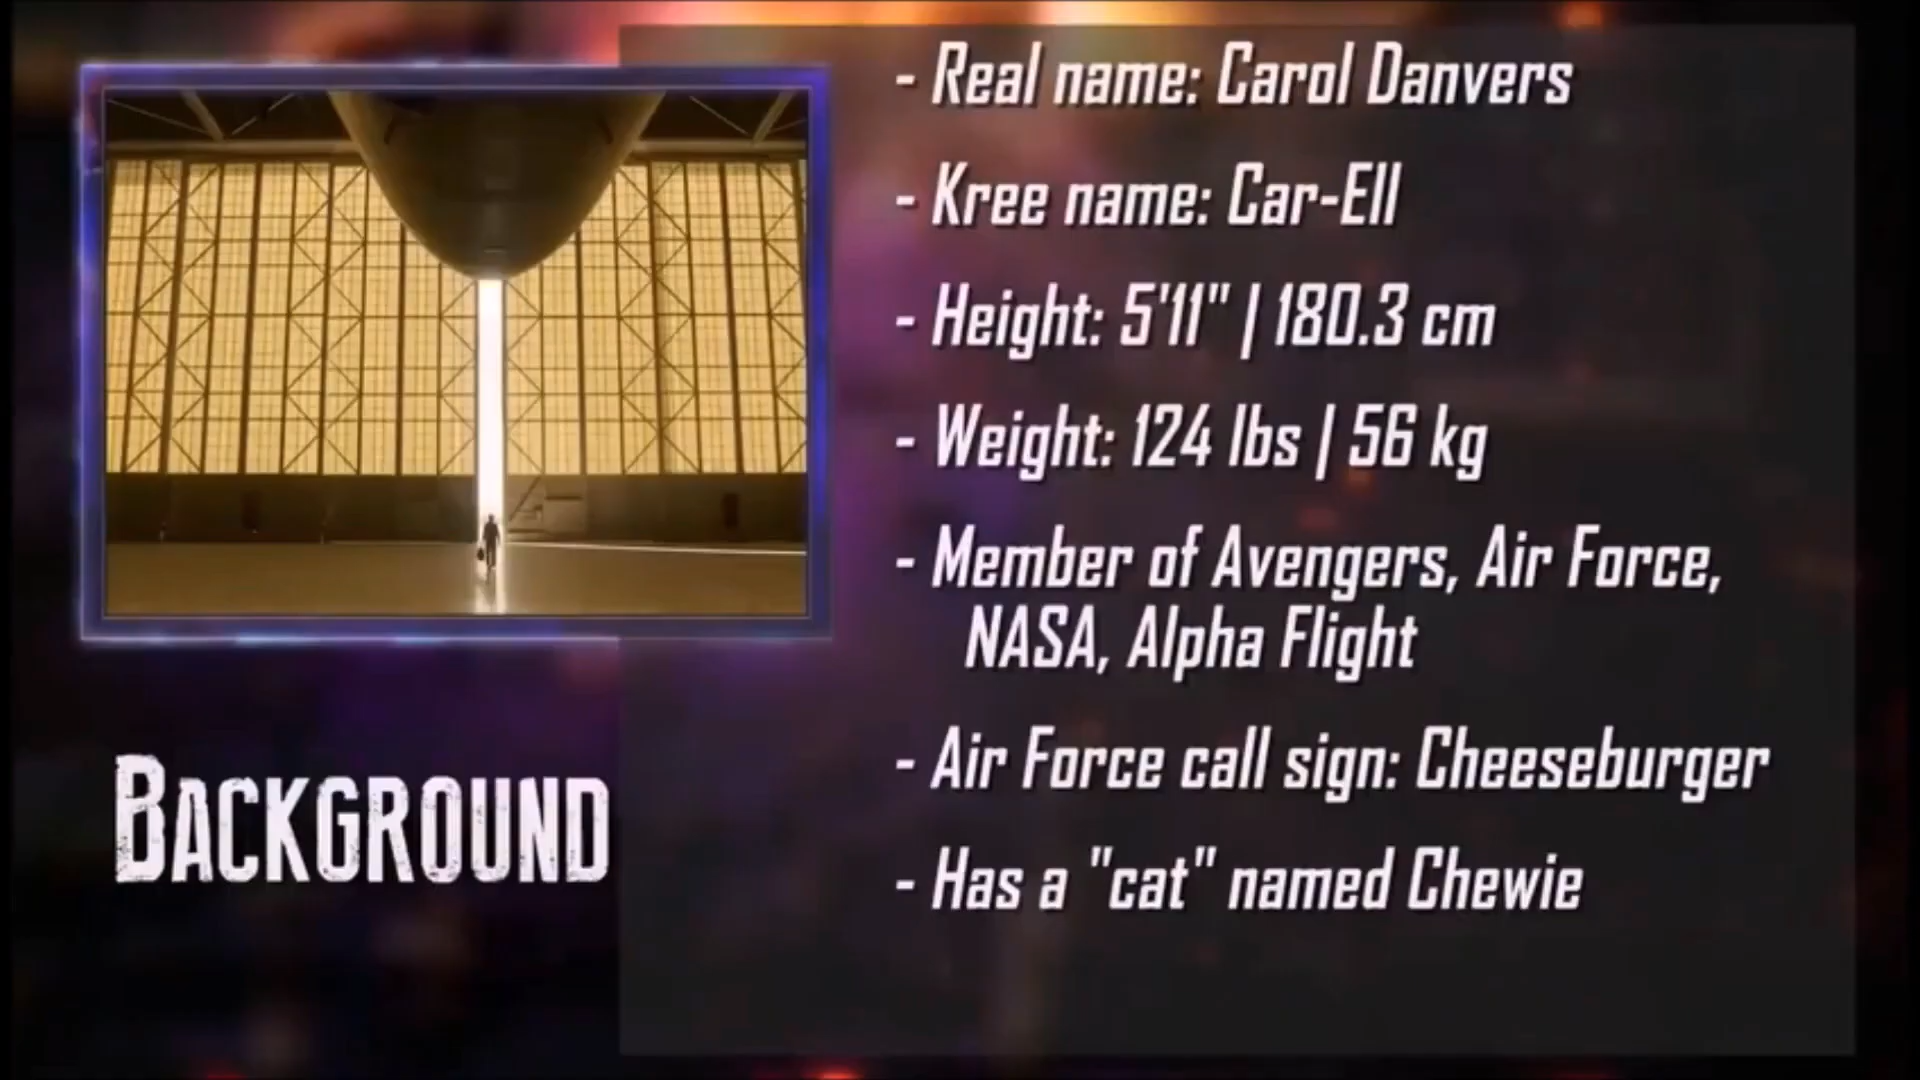 - Real name: Carol Danvers
- Kree name: Car-Ell
- Height: 5'11" | 180.3 cm
- Weight: 124 lbs | 56 kg
- Member of Avengers, Air Force,
NASA, Alpha Flight
- Air Force call sign: Cheeseburger
- Has a "cat" named Chewie
Background